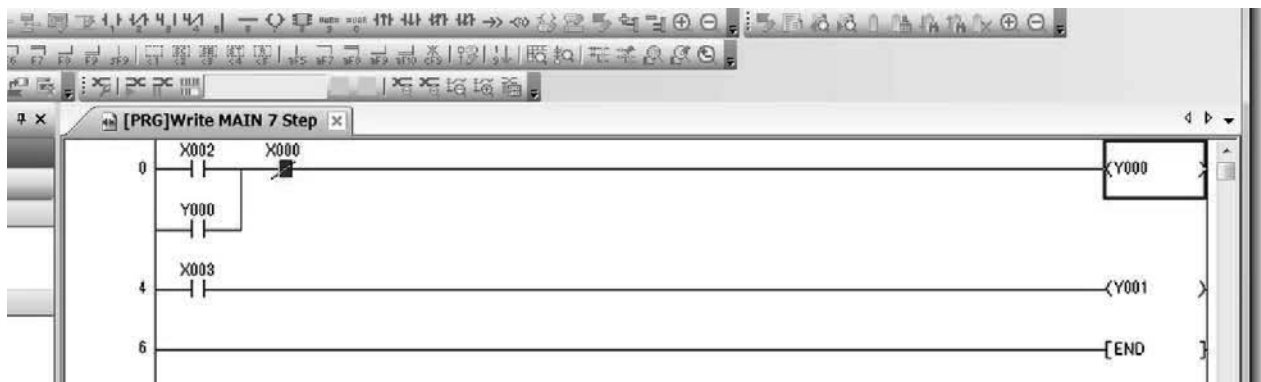 [PRG]Write MAIN 7 Step
X002 X000
0 Y000
Y000
X003
4 Y001
6 END